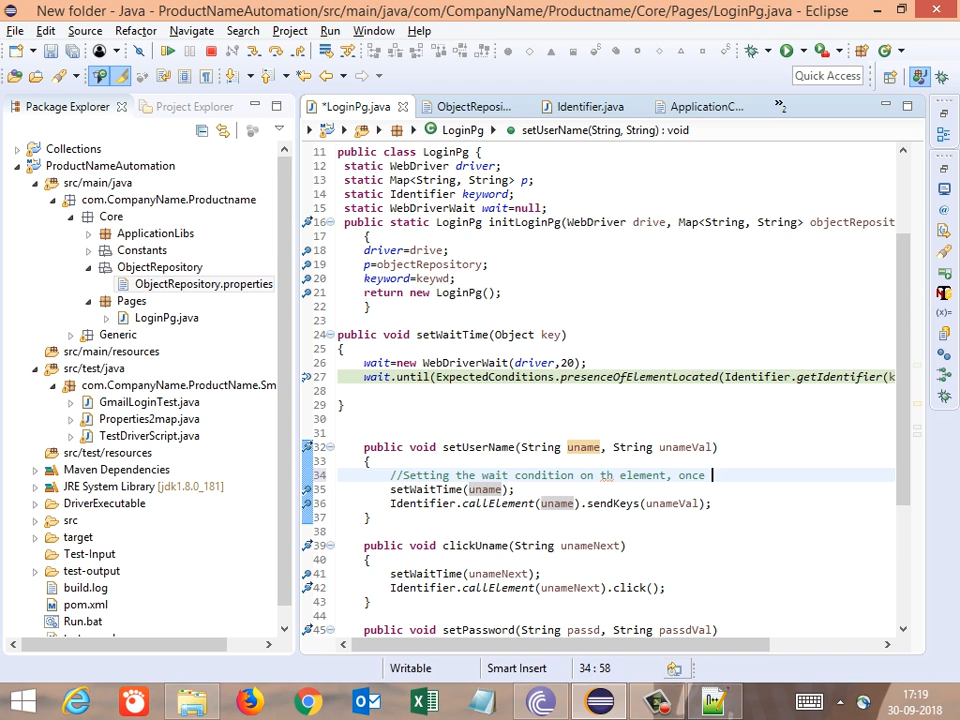 New folder - Java - ProductNameAutomation/src/main/java/com/CompanyName/Productname/Core/Pages/LoginPg.java - Eclipse
File Edit Source Refactor Navigate Search Project Run Window Help
Quick Access
Package Explorer Project Explorer
*LoginPg.java ObjectReposi... Identifier.java ApplicationC... »2
LoginPg setUserName(String, String) : void
Collections
ProductNameAutomation
src/main/java
com.CompanyName.Productname
Core
ApplicationLibs
Constants
ObjectRepository
ObjectRepository.properties
Pages
LoginPg.java
Generic
src/main/resources
src/test/java
com.CompanyName.ProductName.Sm
GmailLoginTest.java
Properties2map.java
TestDriverScript.java
src/test/resources
Maven Dependencies
JRE System Library [jdk1.8.0_181]
DriverExecutable
src
target
Test-Input
test-output
build.log
pom.xml
Run.bat
11 public class LoginPg {
12 static WebDriver driver;
13 static Map<String, String> p;
14 static Identifier keyword;
15 static WebDriverWait wait=null;
16 public static LoginPg initLoginPg(WebDriver drive, Map<String, String> objectReposit
17 {
18 driver=drive;
19 p=objectRepository;
20 keyword=keywd;
21 return new LoginPg();
22 }
23
24 public void setWaitTime(Object key)
25 {
26 wait=new WebDriverWait(driver,20);
27 wait.until(ExpectedConditions.presenceOfElementLocated(Identifier.getIdentifier(k
28
29 }
30
31
32 public void setUserName(String uname, String unameVal)
33 {
34 //Setting the wait condition on th element, once
35 setWaitTime(uname);
36 Identifier.callElement(uname).sendKeys(unameVal);
37 }
38
39 public void clickUname(String unameNext)
40 {
41 setWaitTime(unameNext);
42 Identifier.callElement(unameNext).click();
43 }
44
45 public void setPassword(String passd, String passdVal)
Writable Smart Insert 34 : 58
17:19
30-09-2018